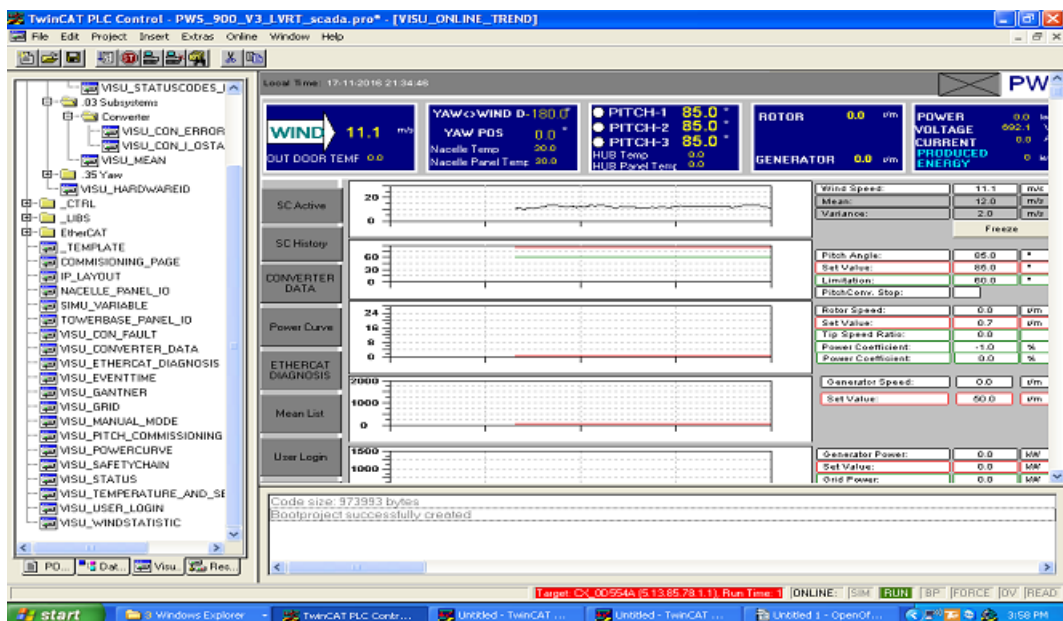 TwinCAT PLC Control - PWS_900_V3_LVRT_scada.pro* - [VISU_ONLINE_TREND]
File Edit Project Insert Extras Online Window Help
VISU_STATUSCODES_I
.03 Subsystems
Converter
VISU_CON_ERROR
VISU_CON_I_OSTA
VISU_MEAN
.35 Yaw
VISU_HARDWAREID
_CTRL
_LIBS
EtherCAT
_TEMPLATE
COMMISIONING_PAGE
IP_LAYOUT
NACELLE_PANEL_IO
SIMU_VARIABLE
TOWERBASE_PANEL_IO
VISU_CON_FAULT
VISU_CONVERTER_DATA
VISU_ETHERCAT_DIAGNOSIS
VISU_EVENTTIME
VISU_GANTNER
VISU_GRID
VISU_MANUAL_MODE
VISU_PITCH_COMMISSIONING
VISU_POWERCURVE
VISU_SAFETYCHAIN
VISU_STATUS
VISU_TEMPERATURE_AND_SE
VISU_USER_LOGIN
VISU_WINDSTATISTIC
PO... Dat... Visu.. Res...
Local Time: 17-11-2016 21:34:46
PW
WIND 11.1 m/s
OUT DOOR TEMF 0.0
YAW<>WIND D-180.0°
YAW POS 0.0 °
Nacelle Temp 20.0
Nacelle Panel Temp 20.0
PITCH-1 85.0 °
PITCH-2 85.0 °
PITCH-3 85.0 °
HUB Temp 0.0
HUB Panel Temp 0.0
ROTOR 0.0 r/m
GENERATOR 0.0 r/m
POWER 0.0
VOLTAGE 692.1
CURRENT 0.0
PRODUCED
ENERGY 0
SC Active
SC History
CONVERTER
DATA
Power Curve
ETHERCAT
DIAGNOSIS
Mean List
User Login
20
0
60
30
0
24
16
8
0
2000
1000
0
1500
1000
Wind Speed: 11.1 m/s
Mean: 12.0 m/s
Variance: 2.0 m/s
Freeze
Pitch Angle: 85.0 °
Set Value: 85.0 °
Limitation: 60.0 °
PitchConv. Stop:
Rotor Speed: 0.0 r/m
Set Value: 0.7 r/m
Tip Speed Ratio: 0.0
Power Coefficient: -1.0 %
Power Coefficient: 0.0 %
Generator Speed: 0.0 r/m
Set Value: 50.0 r/m
Generator Power: 0.0 kW
Set Value: 0.0 kW
Grid Power: 0.0 kW
Code size: 973993 bytes
Bootproject successfully created
Target: CX_0D554A (5.13.85.78.1.1), Run Time: 1 ONLINE: SIM RUN BP FORCE OV READ
start 3 Windows Explorer TwinCAT PLC Contr... Untitled - TwinCAT ... Untitled - TwinCAT ... Untitled 1 - OpenOf... 3:58 PM